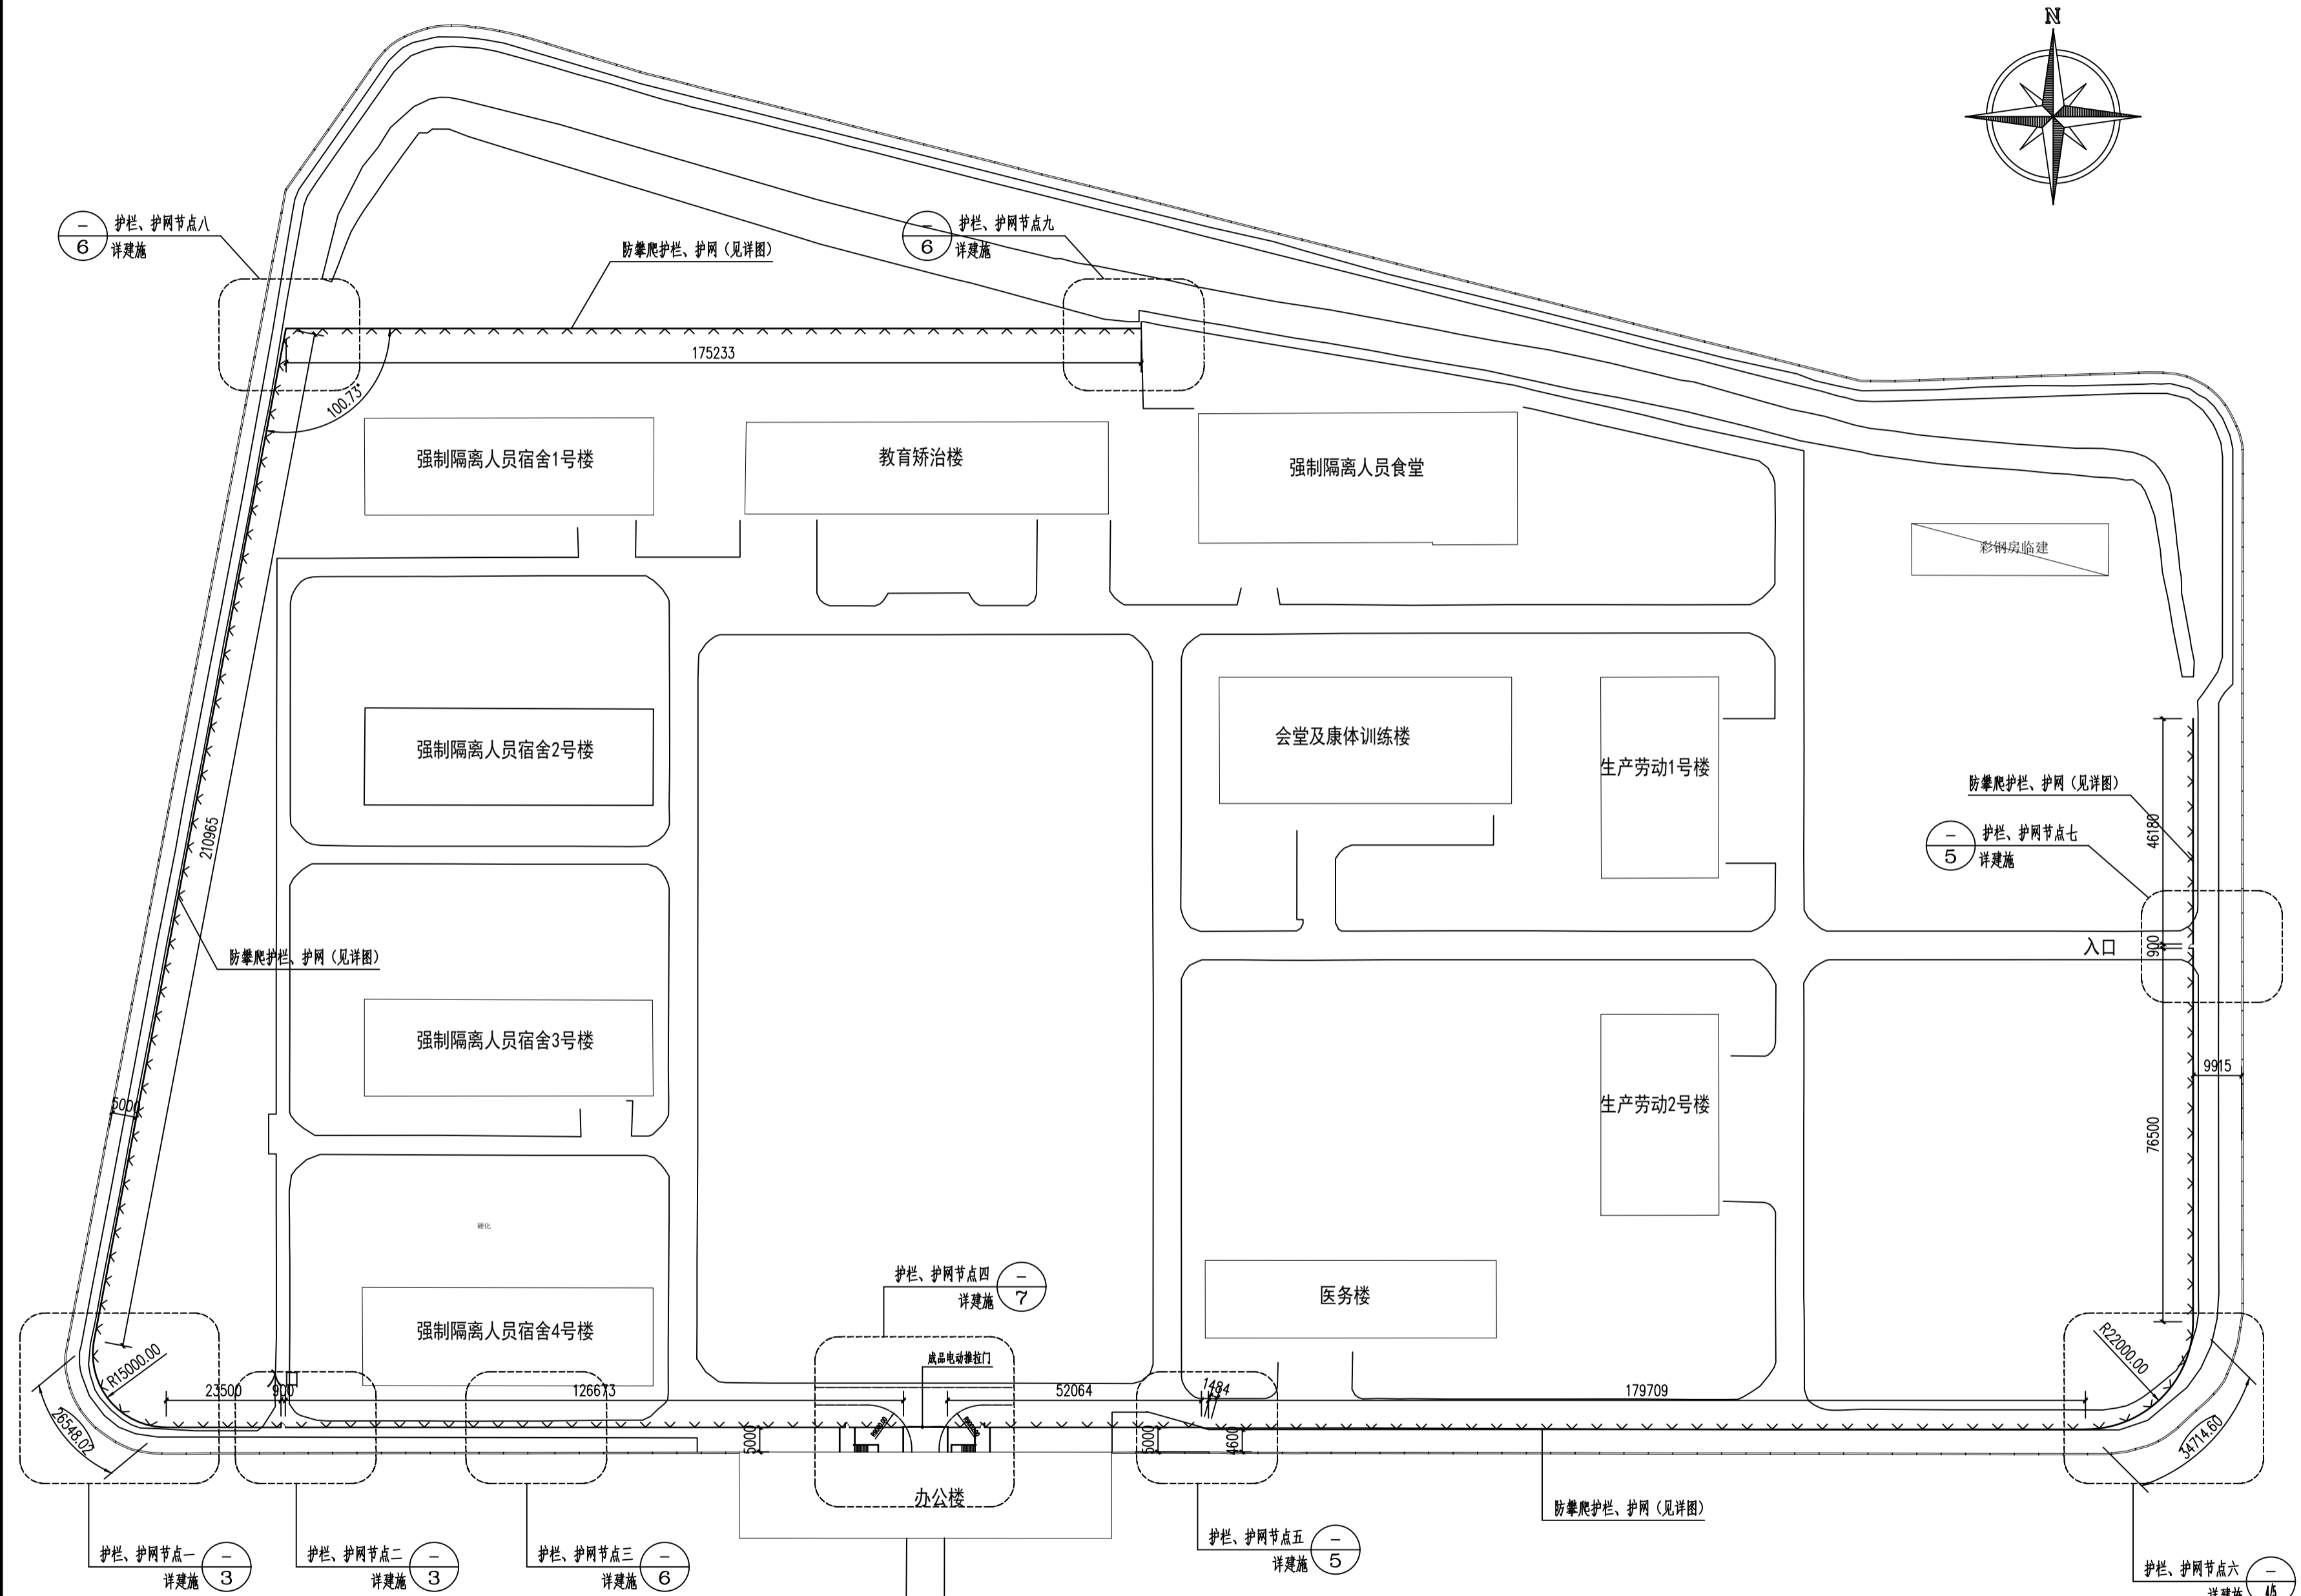 N
护栏、护网节点八
详建施
-
6
护栏、护网节点九
详建施
-
6
防攀爬护栏、护网（见详图）
175233
100.73°
强制隔离人员宿舍1号楼
教育矫治楼
强制隔离人员食堂
彩钢房临建
强制隔离人员宿舍2号楼
会堂及康体训练楼
生产劳动1号楼
防攀爬护栏、护网（见详图）
护栏、护网节点七
详建施
-
5
46180
210965
防攀爬护栏、护网（见详图）
入口
900
强制隔离人员宿舍3号楼
生产劳动2号楼
9915
5000
76500
硬化
护栏、护网节点四
详建施
-
7
医务楼
强制隔离人员宿舍4号楼
成品电动推拉门
R15000.00
R22000.00
入口
23500
900
126673
52064
1484
179709
26548.02
5000
5000
4600
34714.60
办公楼
防攀爬护栏、护网（见详图）
护栏、护网节点一
详建施
-
3
护栏、护网节点二
详建施
-
3
护栏、护网节点三
详建施
-
6
护栏、护网节点五
详建施
-
5
护栏、护网节点六
详建施
-